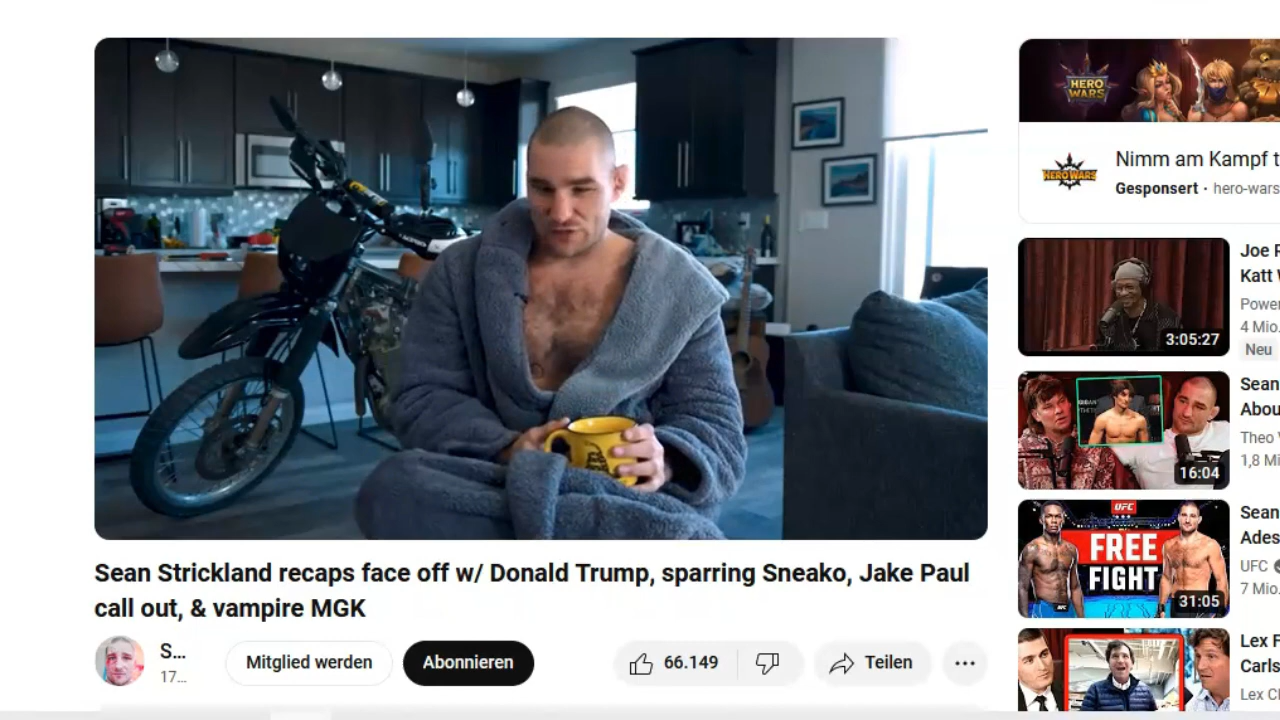 Sean Strickland recaps face off w/ Donald Trump, sparring Sneako, Jake Paul
call out, & vampire MGK
S...
17...
Mitglied werden
Abonnieren
66.149
Teilen
HERO
WARS
HERO WARS
Nimm am Kampf t
Gesponsert · hero-wars
3:05:27
Joe R
Katt W
Power
4 Mio.
Neu
16:04
Sean
Abou
Theo V
1,8 Mi
UFC
FREE
FIGHT
31:05
Sean
Ades
UFC
7 Mio.
Lex F
Carls
Lex Cl